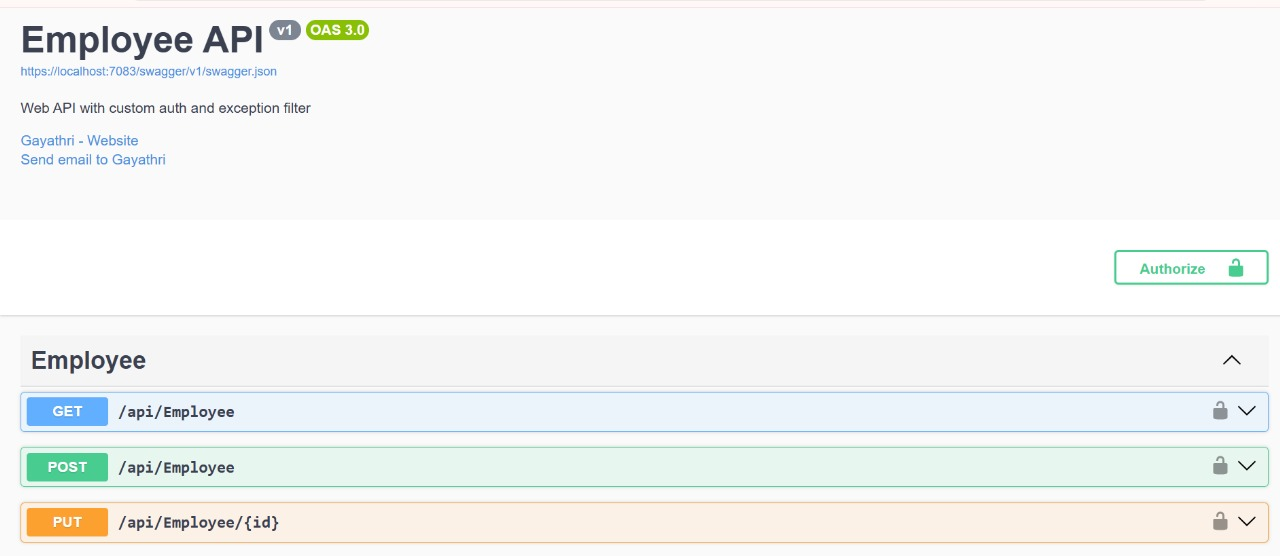 Employee API v1 OAS 3.0
https://localhost:7083/swagger/v1/swagger.json
Web API with custom auth and exception filter
Gayathri - Website
Send email to Gayathri
Authorize
Employee
GET /api/Employee
POST /api/Employee
PUT /api/Employee/{id}